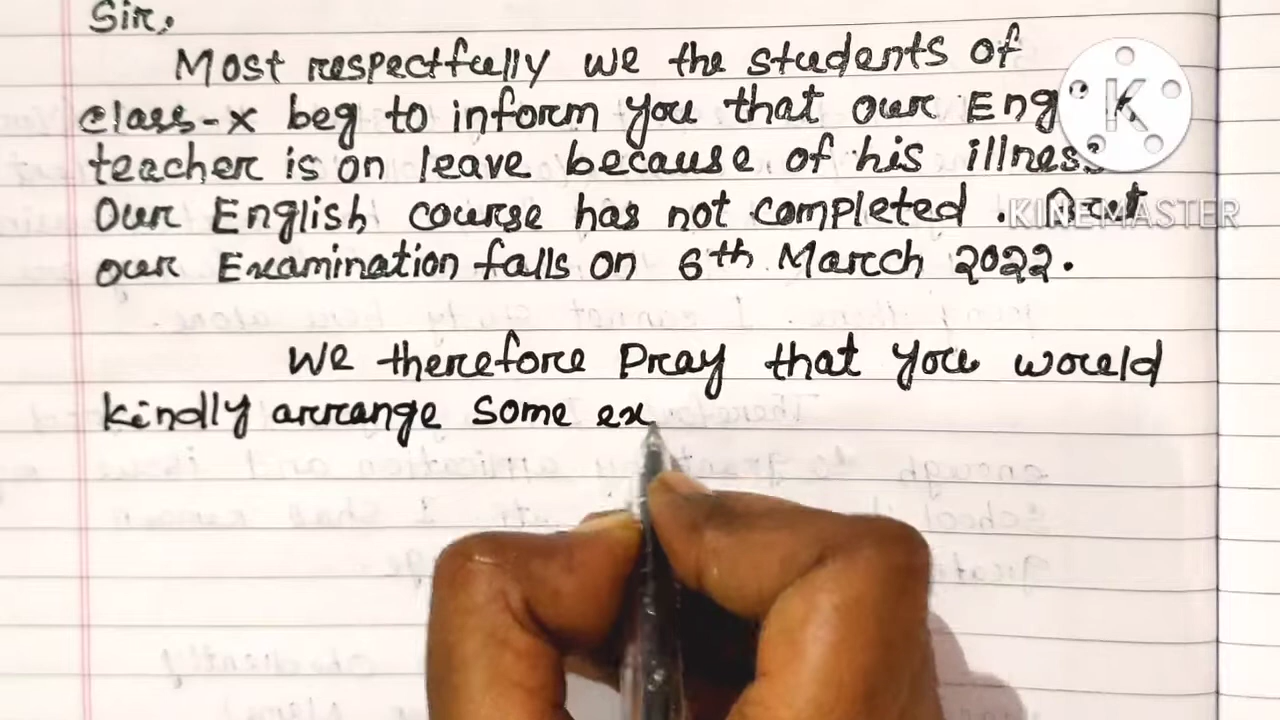 Sir,
Most respectfully we the students of
class-x beg to inform you that our Eng
teacher is on leave because of his illness
Our English course has not completed.
our Examination falls on 6th March 2022.
We therefore Pray that you would
kindly arrange some ex
K
KINEMASTER